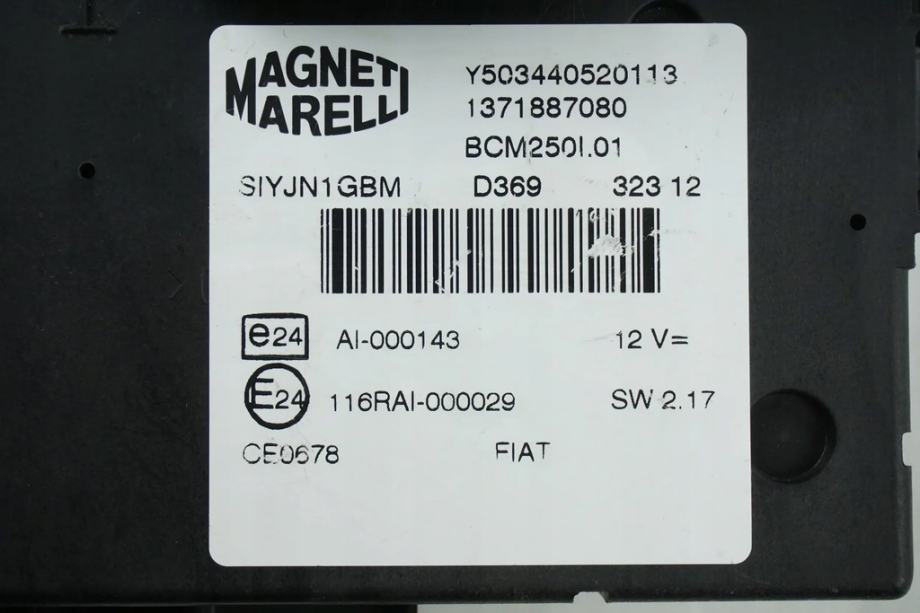 MAGNETI
MARELLI
Y503440520113
1371887080
BCM250I.01
SIYJN1GBM D369 323 12
e24 AI-000143 12 V=
E24 116RAI-000029 SW 2.17
CE0678 FIAT